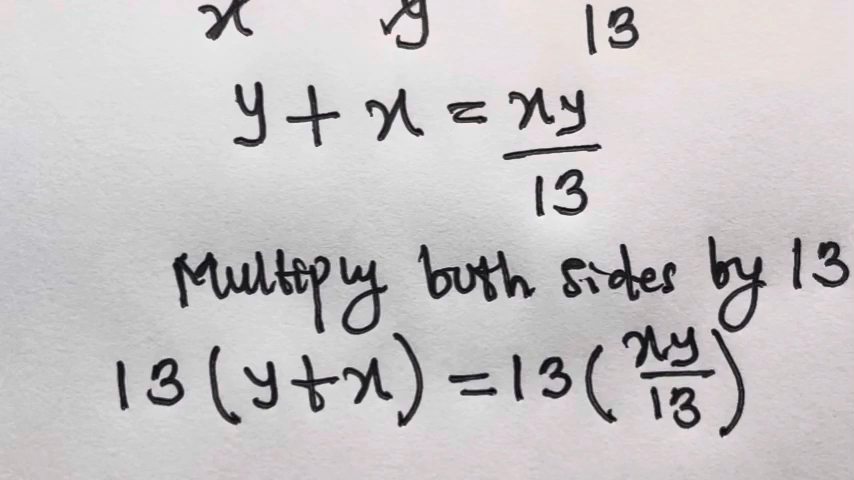 x y 13
y + x = xy/13
Multiply both sides by 13
13 (y+x) = 13 (xy/13)